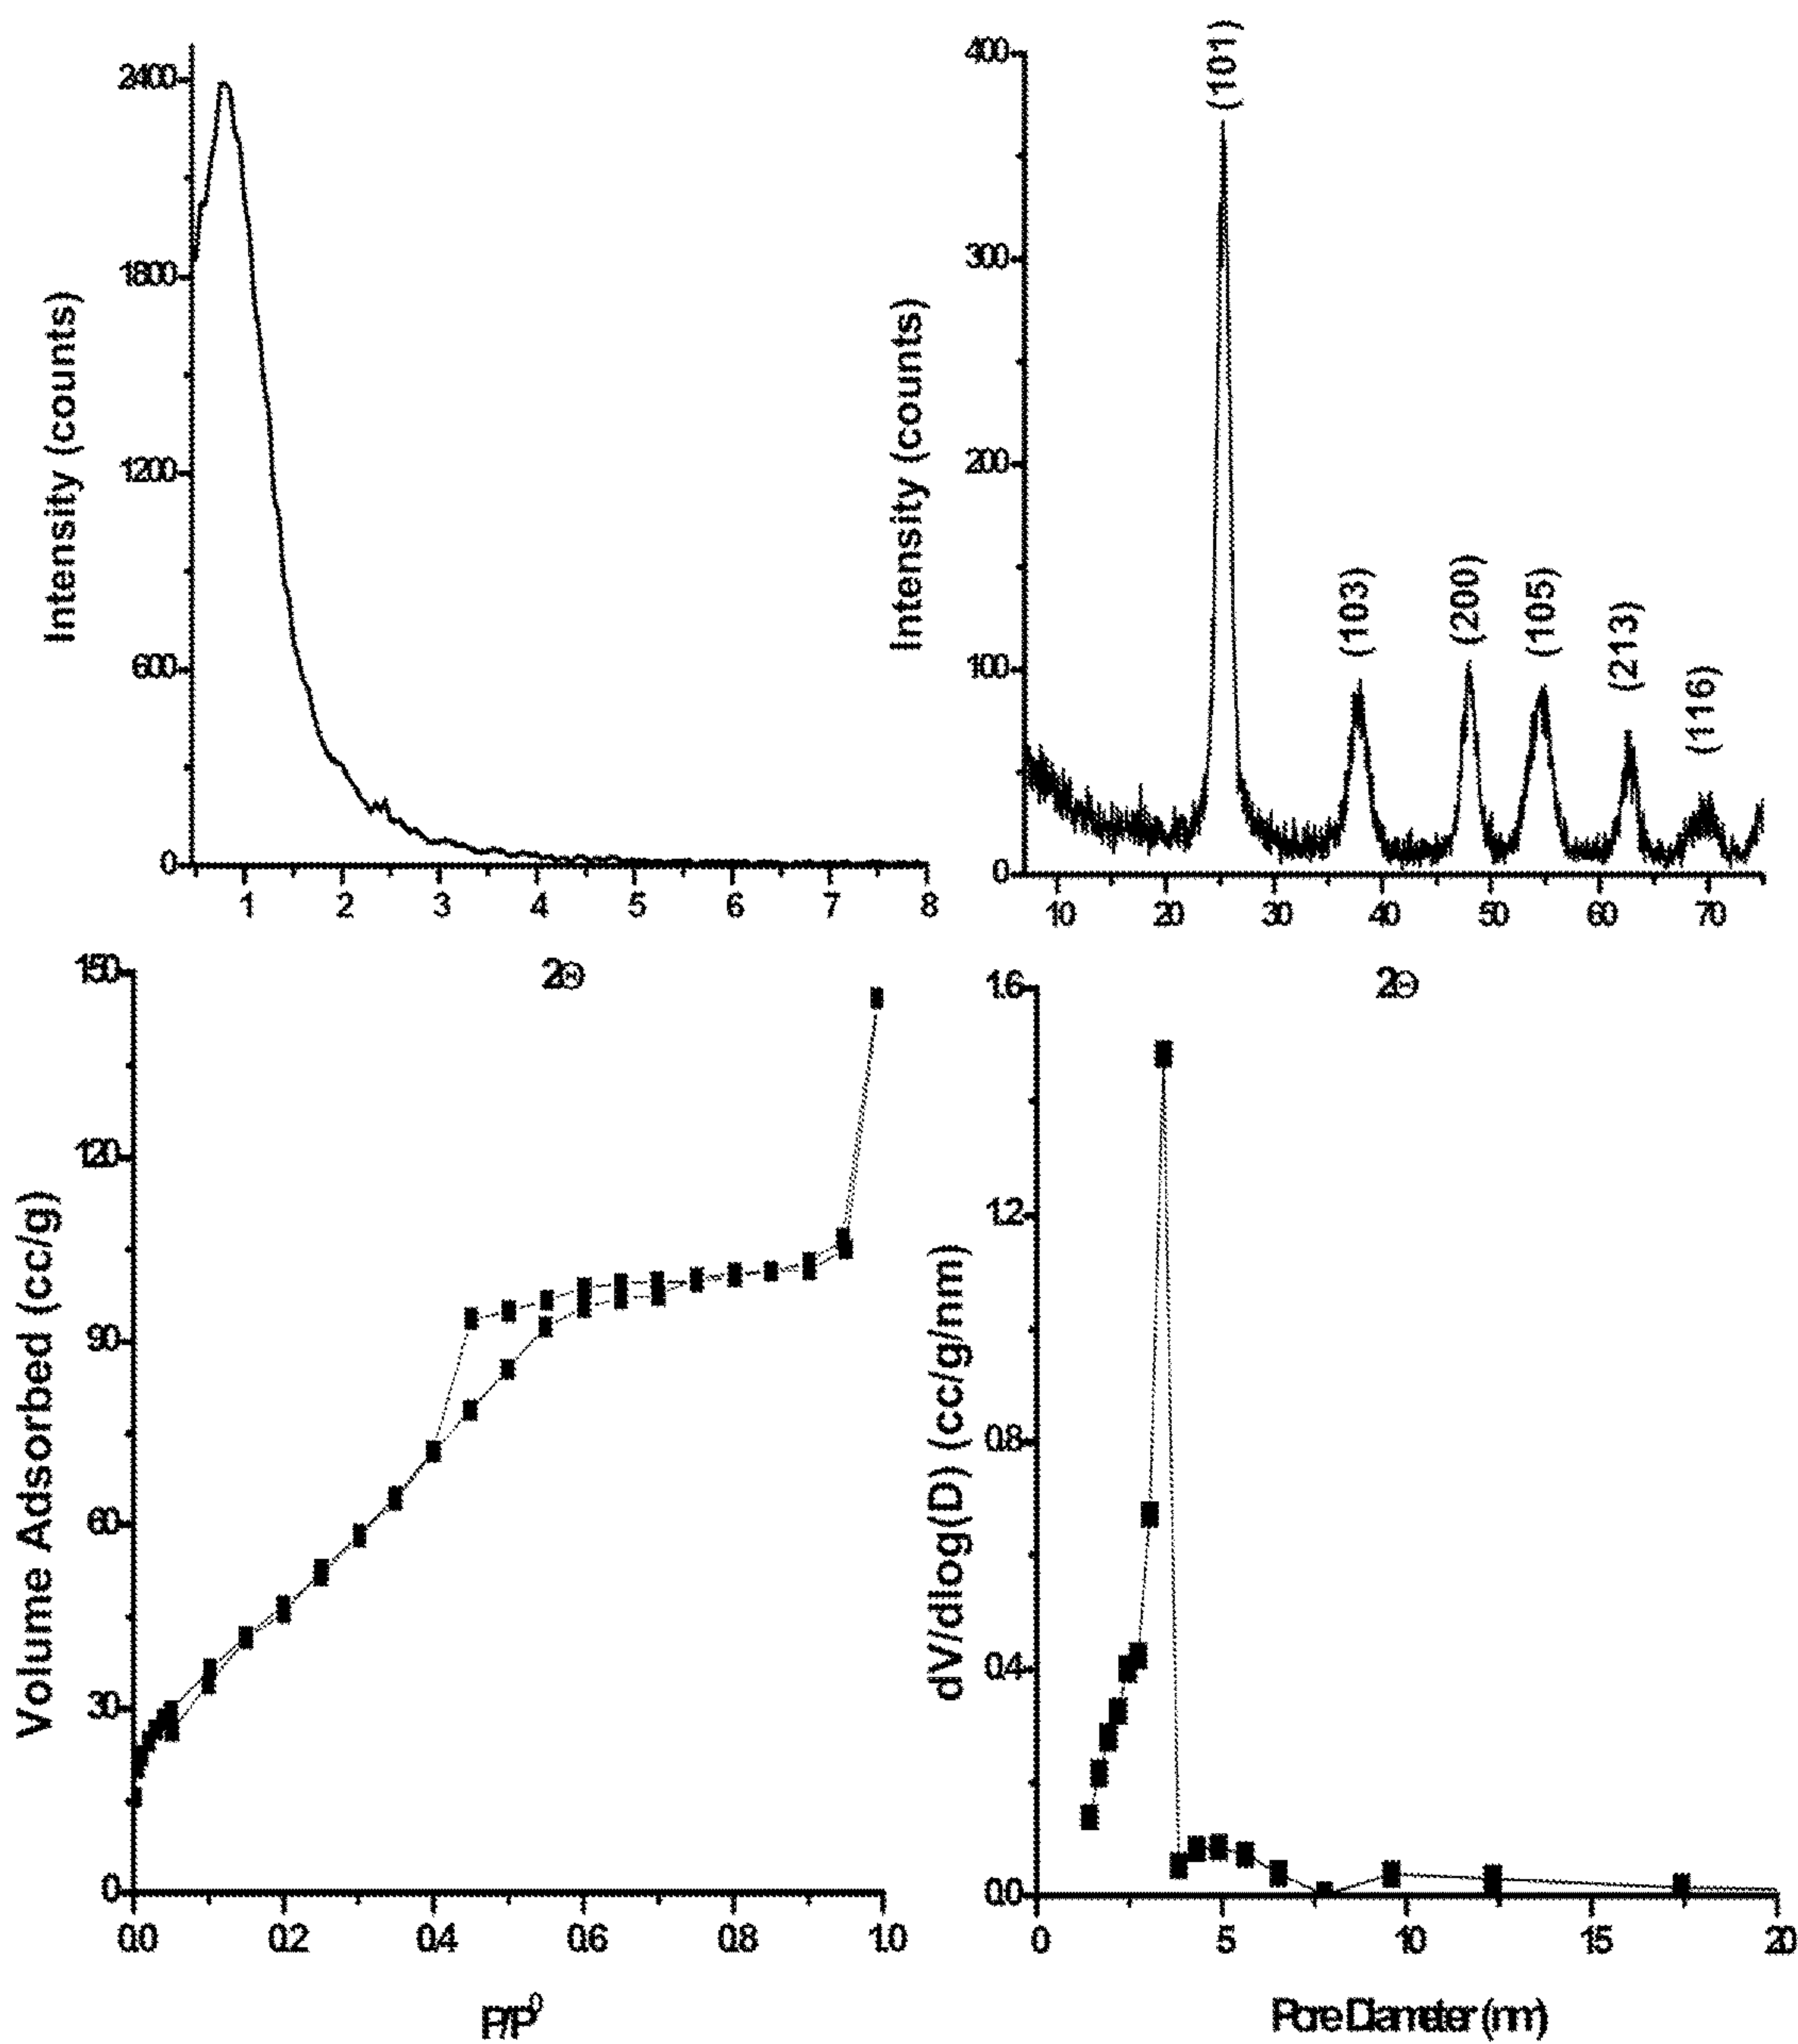 2400
1800
1200
600
0
Intensity (counts)
1 2 3 4 5 6 7 8
2Θ
400
300
200
100
0
Intensity (counts)
(101)
(103)
(200)
(105)
(213)
(116)
10 20 30 40 50 60 70
2Θ
150
120
90
60
30
0
Volume Adsorbed (cc/g)
0.0 0.2 0.4 0.6 0.8 1.0
P/P⁰
1.6
1.2
0.8
0.4
0.0
dV/dlog(D) (cc/g/nm)
0 5 10 15 20
Pore Diameter (nm)